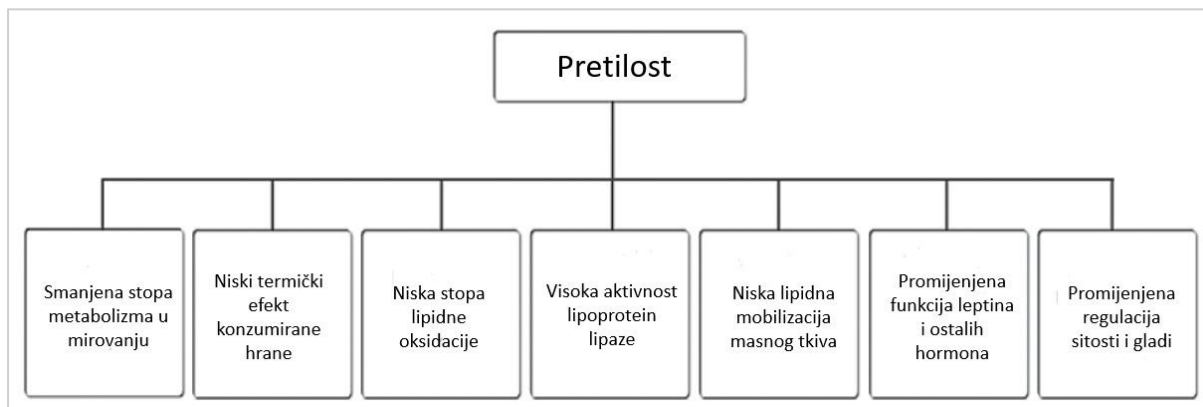 Pretilost
Smanjena stopa
metabolizma u
mirovanju
Niski termički
efekt
konzumirane
hrane
Niska stopa
lipidne
oksidacije
Visoka aktivnost
lipoprotein
lipaze
Niska lipidna
mobilizacija
masnog tkiva
Promijenjena
funkcija leptina
i ostalih
hormona
Promijenjena
regulacija
sitosti i gladi